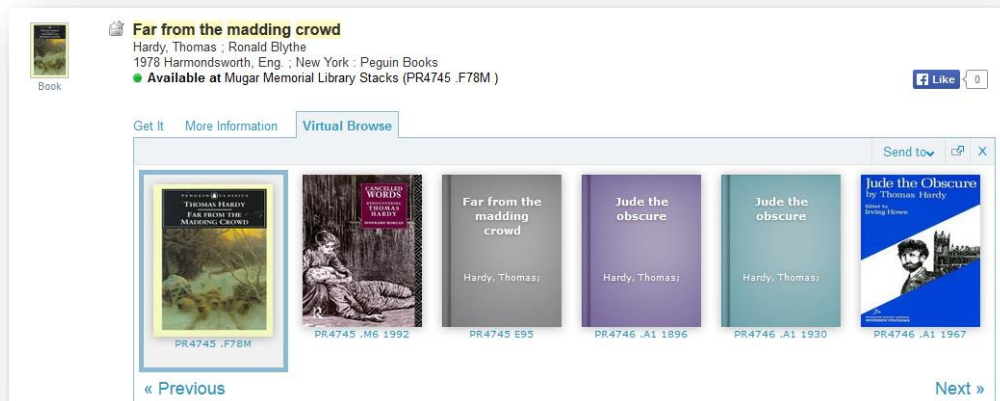 Far from the madding crowd
Hardy, Thomas ; Ronald Blythe
1978 Harmondsworth, Eng. ; New York : Peguin Books
Available at Mugar Memorial Library Stacks (PR4745 .F78M )
Book
Like 0
Get It More Information Virtual Browse
Send to X
PENGUIN CLASSICS
THOMAS HARDY
FAR FROM THE
MADDING CROWD
PR4745 .F78M
CANCELLED
WORDS
REDISCOVERING
THOMAS
HARDY
ROSEMARIE MORGAN
PR4745 .M6 1992
Far from the
madding
crowd
Hardy, Thomas;
PR4745 E95
Jude the
obscure
Hardy, Thomas;
PR4746 .A1 1896
Jude the
obscure
Hardy, Thomas;
PR4746 .A1 1930
Jude the Obscure
by Thomas Hardy
Edited by
Irving Howe
PR4746 .A1 1967
« Previous
Next »